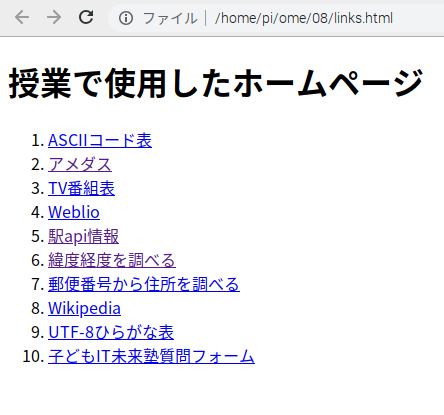 ファイル | /home/pi/ome/08/links.html
授業で使用したホームページ
1. ASCIIコード表
2. アメダス
3. TV番組表
4. Weblio
5. 駅api情報
6. 緯度経度を調べる
7. 郵便番号から住所を調べる
8. Wikipedia
9. UTF-8ひらがな表
10. 子どもIT未来塾質問フォーム